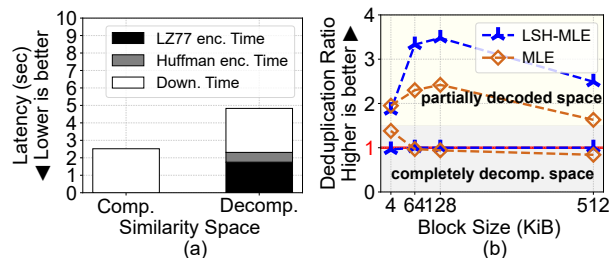 Latency (sec)
◀ Lower is better
10
9
8
7
6
5
4
3
2
1
0
LZ77 enc. Time
Huffman enc. Time
Down. Time
Comp.
Decomp.
Similarity Space
(a)
Deduplication Ratio
Higher is better ▶
4
3
2
1
0
LSH-MLE
MLE
partially decoded space
completely decomp. space
4
64
128
512
Block Size (KiB)
(b)